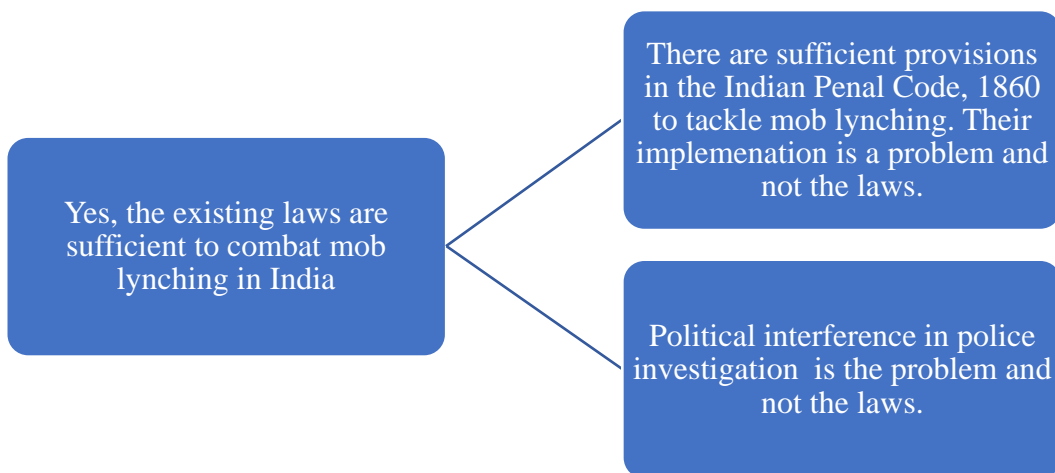 Yes, the existing laws are
sufficient to combat mob
lynching in India
There are sufficient provisions
in the Indian Penal Code, 1860
to tackle mob lynching. Their
implemenation is a problem and
not the laws.
Political interference in police
investigation is the problem and
not the laws.